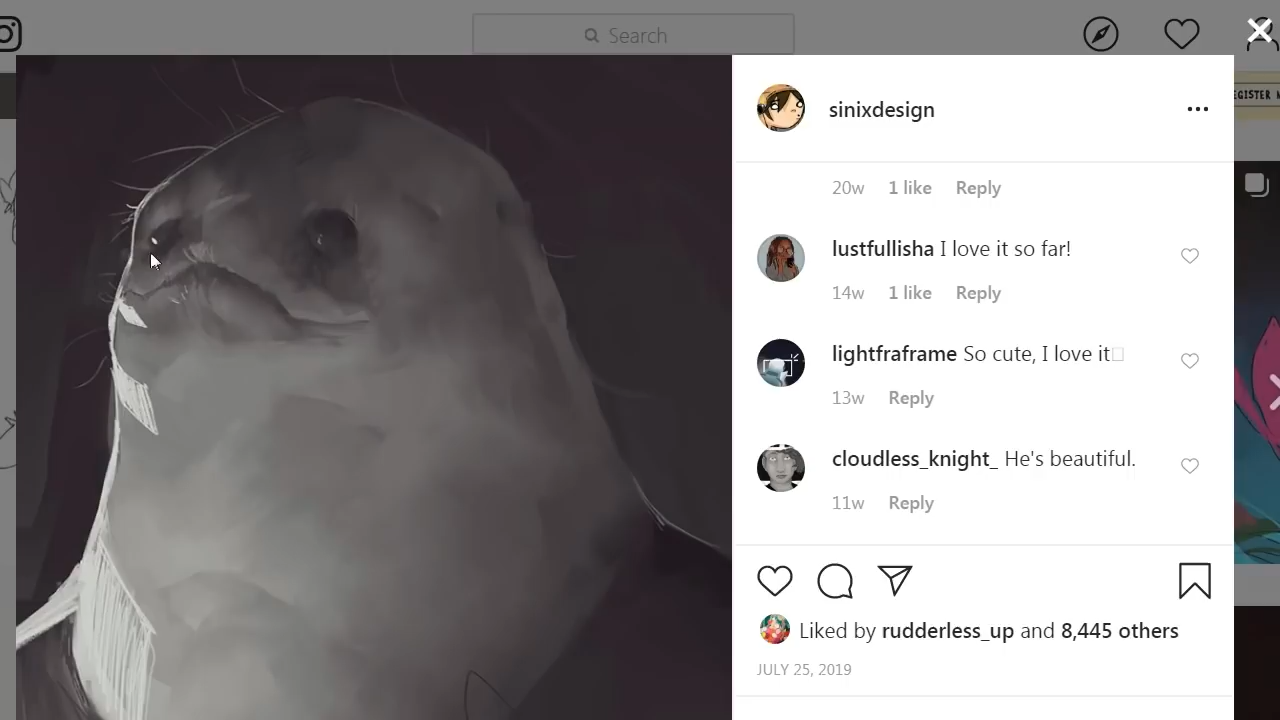 Search
EGISTER
sinixdesign
20w 1 like Reply
lustfullisha I love it so far!
14w 1 like Reply
lightfraframe So cute, I love it
13w Reply
cloudless_knight_ He's beautiful.
11w Reply
Liked by rudderless_up and 8,445 others
JULY 25, 2019